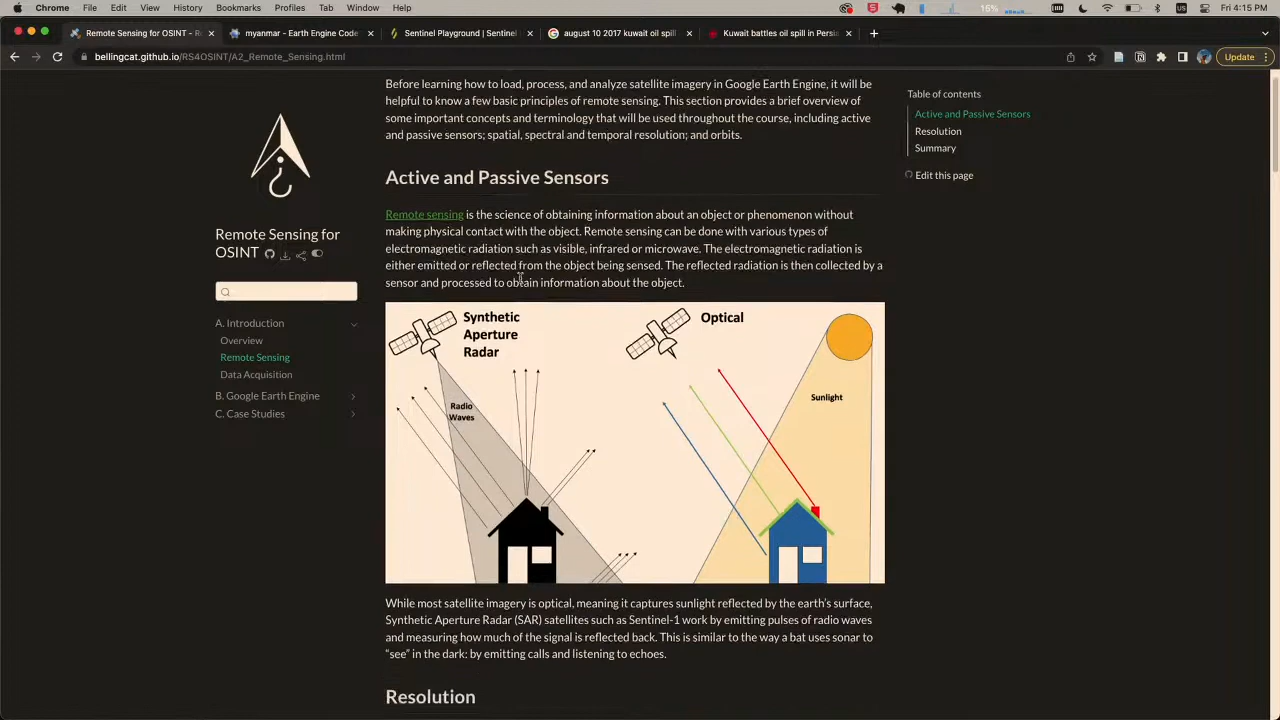 Chrome File Edit View History Bookmarks Profiles Tab Window Help 16% Fri 4:15 PM
Remote Sensing for OSINT – R myanmar - Earth Engine Code Sentinel Playground | Sentinel august 10 2017 kuwait oil spill Kuwait battles oil spill in Persia
bellingcat.github.io/RS4OSINT/A2_Remote_Sensing.html Update
Before learning how to load, process, and analyze satellite imagery in Google Earth Engine, it will be
helpful to know a few basic principles of remote sensing. This section provides a brief overview of
some important concepts and terminology that will be used throughout the course, including active
and passive sensors; spatial, spectral and temporal resolution; and orbits.
Active and Passive Sensors
Remote sensing is the science of obtaining information about an object or phenomenon without
making physical contact with the object. Remote sensing can be done with various types of
electromagnetic radiation such as visible, infrared or microwave. The electromagnetic radiation is
either emitted or reflected from the object being sensed. The reflected radiation is then collected by a
sensor and processed to obtain information about the object.
Synthetic
Aperture
Radar
Radio
Waves
Optical
Sunlight
While most satellite imagery is optical, meaning it captures sunlight reflected by the earth's surface,
Synthetic Aperture Radar (SAR) satellites such as Sentinel-1 work by emitting pulses of radio waves
and measuring how much of the signal is reflected back. This is similar to the way a bat uses sonar to
"see" in the dark: by emitting calls and listening to echoes.
Resolution
Remote Sensing for
OSINT
A. Introduction
Overview
Remote Sensing
Data Acquisition
B. Google Earth Engine
C. Case Studies
Table of contents
Active and Passive Sensors
Resolution
Summary
Edit this page